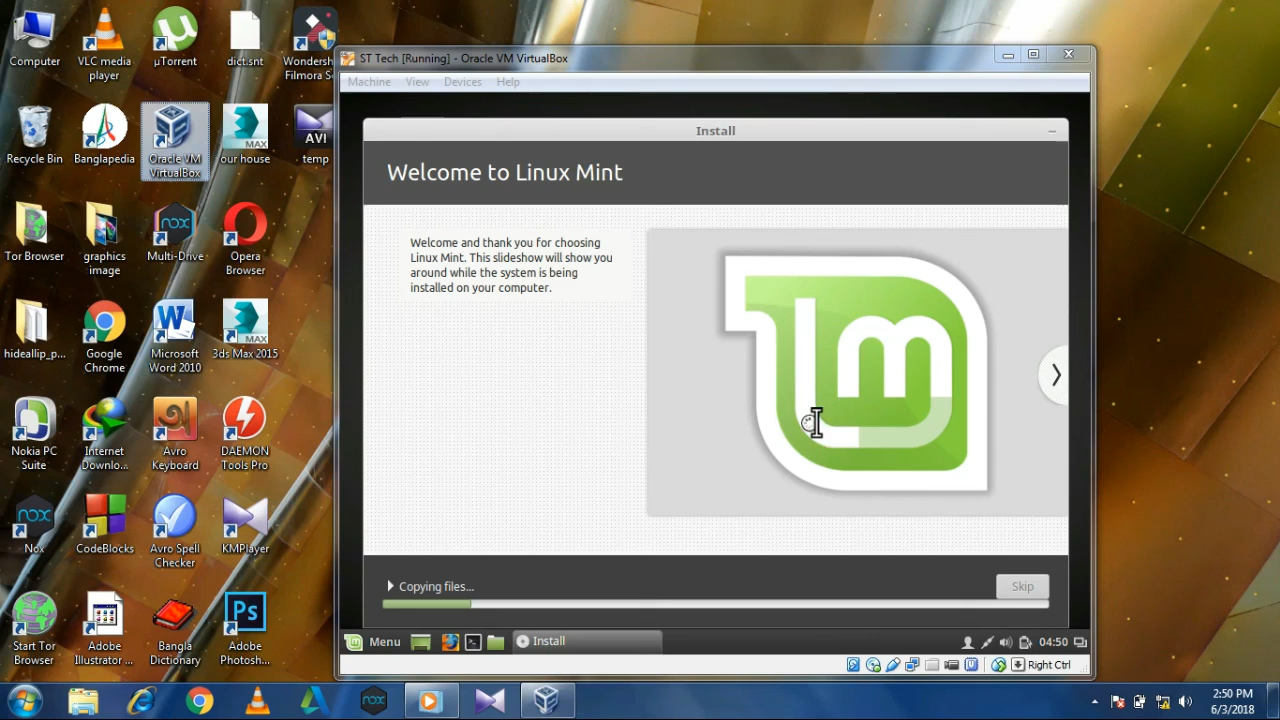 Computer
VLC media
player
µTorrent
dict.snt
Wondersh...
Filmora S...
Recycle Bin
Banglapedia
Oracle VM
VirtualBox
MAX
our house
AVI
temp
Tor Browser
graphics
image
nox
Multi-Drive
Opera
Browser
hideallip_p...
Google
Chrome
Microsoft
Word 2010
MAX
3ds Max 2015
Nokia PC
Suite
Internet
Downlo...
অ
Avro
Keyboard
DAEMON
Tools Pro
nox
Nox
CodeBlocks
Avro Spell
Checker
KMPlayer
Start Tor
Browser
Adobe
Illustrator ...
Bangla
Dictionary
Ps
Adobe
Photosh...
ST Tech [Running] - Oracle VM VirtualBox
Machine View Devices Help
Install
Welcome to Linux Mint
Welcome and thank you for choosing
Linux Mint. This slideshow will show you
around while the system is being
installed on your computer.
Copying files...
Skip
Menu
Install
04:50
Right Ctrl
2:50 PM
6/3/2018